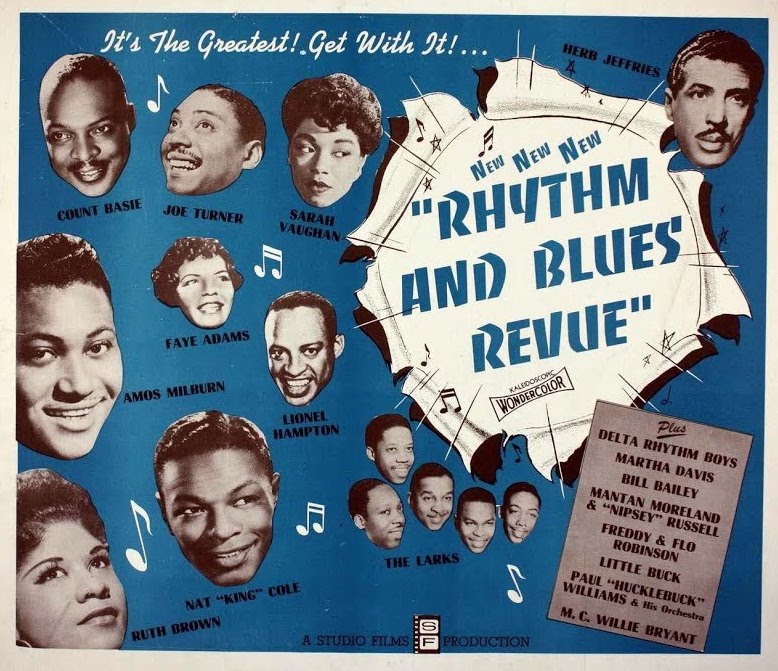 It's The Greatest! Get With It!...
HERB JEFFRIES
COUNT BASIE
JOE TURNER
SARAH
VAUGHAN
NEW NEW NEW
"RHYTHM
AND BLUES
REVUE"
KALEIDOSCOPIC
WONDERCOLOR
FAYE ADAMS
AMOS MILBURN
LIONEL
HAMPTON
NAT "KING" COLE
RUTH BROWN
THE LARKS
Plus
DELTA RHYTHM BOYS
MARTHA DAVIS
BILL BAILEY
MANTAN MORELAND
& "NIPSEY" RUSSELL
FREDDY & FLO
ROBINSON
LITTLE BUCK
PAUL "HUCKLEBUCK"
WILLIAMS & His Orchestra
M. C. WILLIE BRYANT
A STUDIO FILMS SF PRODUCTION